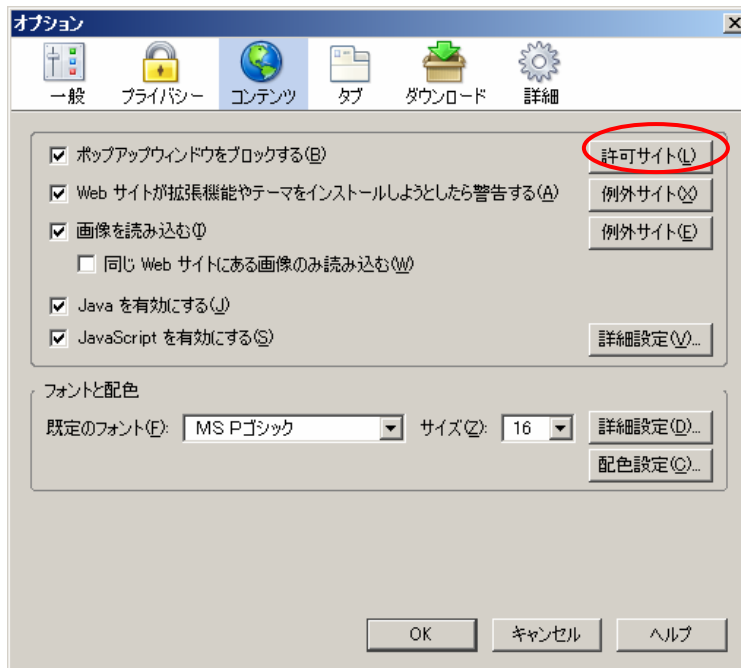 オプション
一般 プライバシー コンテンツ タブ ダウンロード 詳細
ポップアップウィンドウをブロックする(B) 許可サイト(L)
Web サイトが拡張機能やテーマをインストールしようとしたら警告する(A) 例外サイト(X)
画像を読み込む(I) 例外サイト(E)
同じ Web サイトにある画像のみ読み込む(W)
Java を有効にする(J)
JavaScript を有効にする(S) 詳細設定(V)...
フォントと配色
既定のフォント(F): MS Pゴシック サイズ(Z): 16 詳細設定(D)...
配色設定(C)...
OK キャンセル ヘルプ